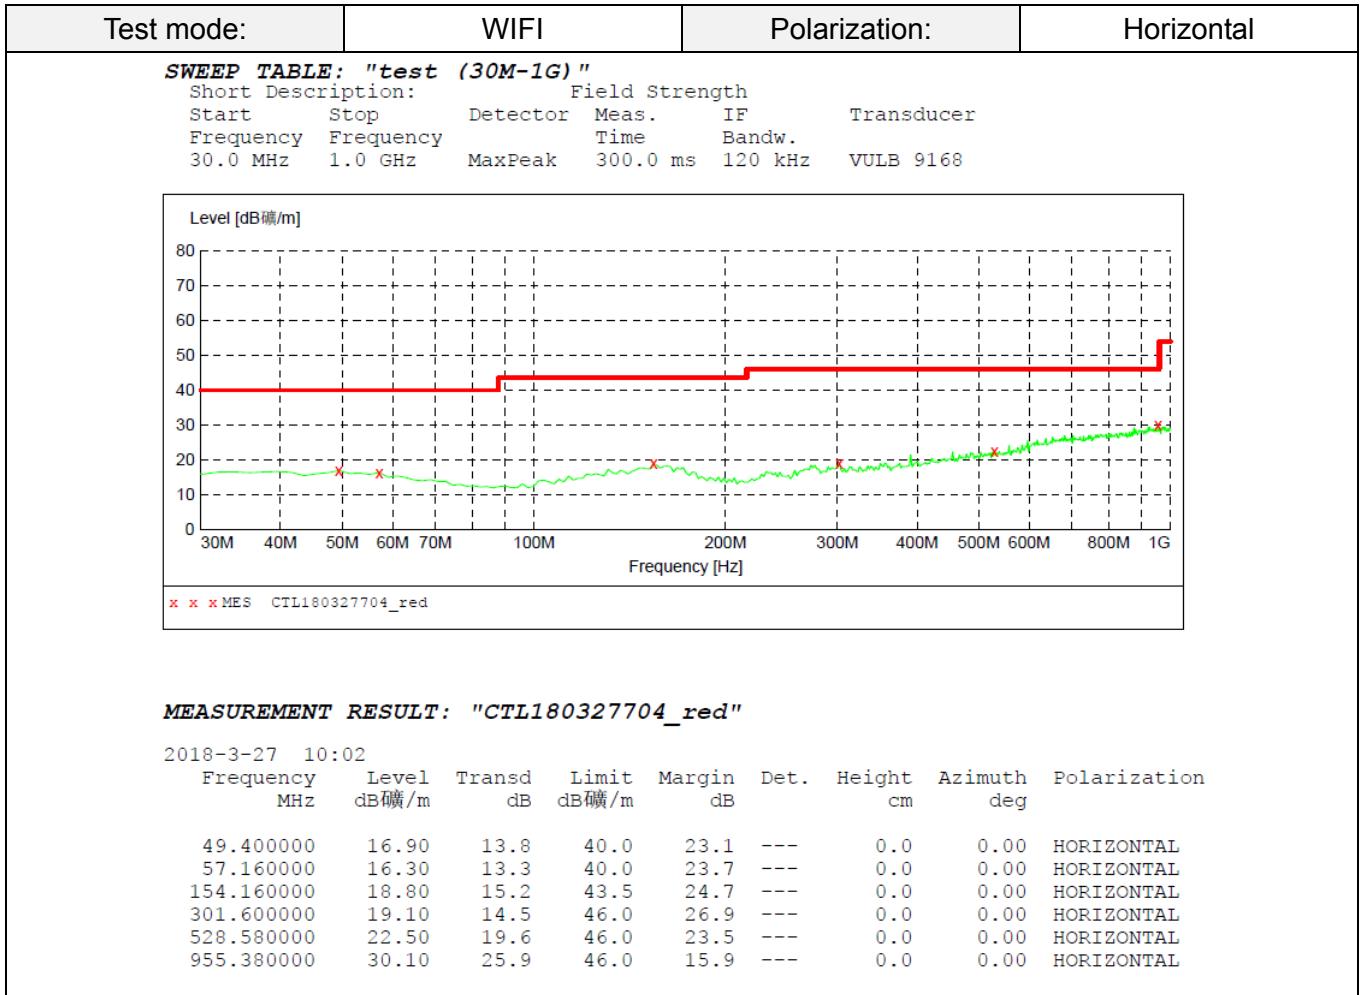 Test mode: WIFI Polarization: Horizontal
SWEEP TABLE: "test (30M-1G)"
Short Description: Field Strength
Start Stop Detector Meas. IF Transducer
Frequency Frequency Time Bandw.
30.0 MHz 1.0 GHz MaxPeak 300.0 ms 120 kHz VULB 9168
Level [dB礦/m]
80
70
60
50
40
30
20
10
0
30M 40M 50M 60M 70M 100M 200M 300M 400M 500M 600M 800M 1G
Frequency [Hz]
x x x MES CTL180327704_red
MEASUREMENT RESULT: "CTL180327704_red"
2018-3-27 10:02
Frequency Level Transd Limit Margin Det. Height Azimuth Polarization
MHz dB礦/m dB dB礦/m dB cm deg
49.400000 16.90 13.8 40.0 23.1 --- 0.0 0.00 HORIZONTAL
57.160000 16.30 13.3 40.0 23.7 --- 0.0 0.00 HORIZONTAL
154.160000 18.80 15.2 43.5 24.7 --- 0.0 0.00 HORIZONTAL
301.600000 19.10 14.5 46.0 26.9 --- 0.0 0.00 HORIZONTAL
528.580000 22.50 19.6 46.0 23.5 --- 0.0 0.00 HORIZONTAL
955.380000 30.10 25.9 46.0 15.9 --- 0.0 0.00 HORIZONTAL